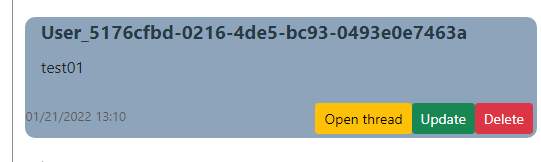 User_5176cfbd-0216-4de5-bc93-0493e0e7463a
test01
01/21/2022 13:10 Open thread Update Delete